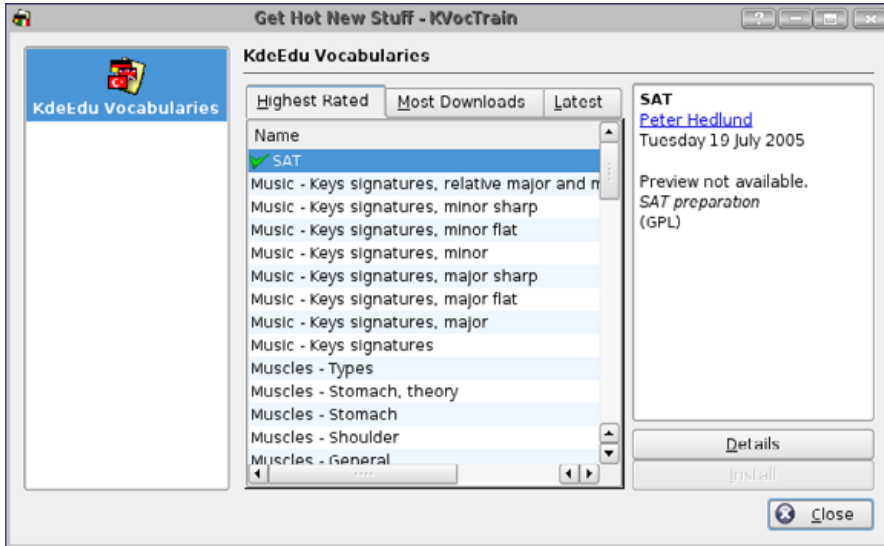 Get Hot New Stuff - KVocTrain
KdeEdu Vocabularies
KdeEdu Vocabularies
Highest Rated Most Downloads Latest
Name
SAT
Music - Keys signatures, relative major and m
Music - Keys signatures, minor sharp
Music - Keys signatures, minor flat
Music - Keys signatures, minor
Music - Keys signatures, major sharp
Music - Keys signatures, major flat
Music - Keys signatures, major
Music - Keys signatures
Muscles - Types
Muscles - Stomach, theory
Muscles - Stomach
Muscles - Shoulder
Muscles - General
SAT
Peter Hedlund
Tuesday 19 July 2005
Preview not available.
SAT preparation
(GPL)
Details
Install
Close